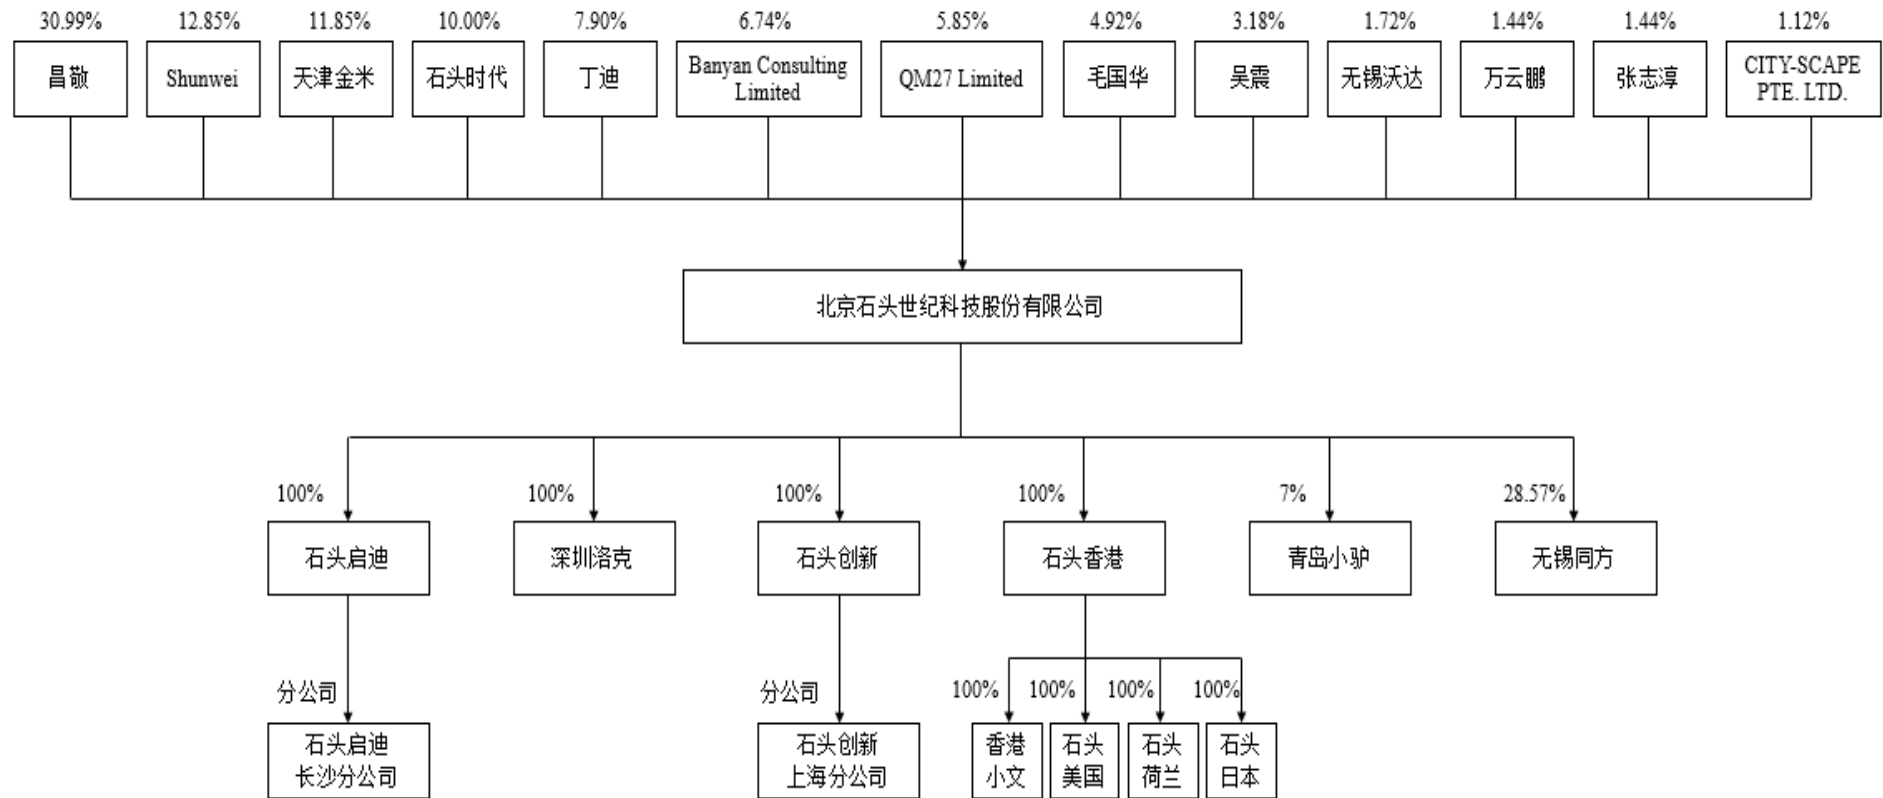 30.99% 12.85% 11.85% 10.00% 7.90% 6.74% 5.85% 4.92% 3.18% 1.72% 1.44% 1.44% 1.12%
昌敬
Shunwei
天津金米
石头时代
丁迪
Banyan Consulting
Limited
QM27 Limited
毛国华
吴震
无锡沃达
万云鹏
张志淳
CITY-SCAPE
PTE. LTD.
北京石头世纪科技股份有限公司
100% 100% 100% 100% 7% 28.57%
石头启迪
深圳洛克
石头创新
石头香港
青岛小驴
无锡同方
分公司
分公司
100% 100% 100% 100%
石头启迪
长沙分公司
石头创新
上海分公司
香港
小文
石头
美国
石头
荷兰
石头
日本